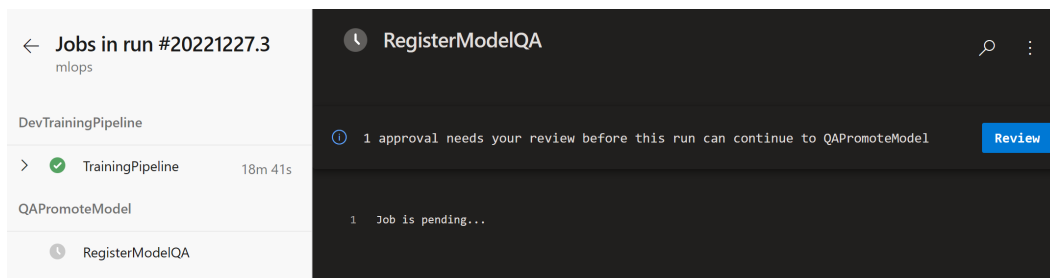 Jobs in run #20221227.3
mlops
DevTrainingPipeline
TrainingPipeline 18m 41s
QAPromoteModel
RegisterModelQA
RegisterModelQA
1 approval needs your review before this run can continue to QAPromoteModel
Review
1 Job is pending...